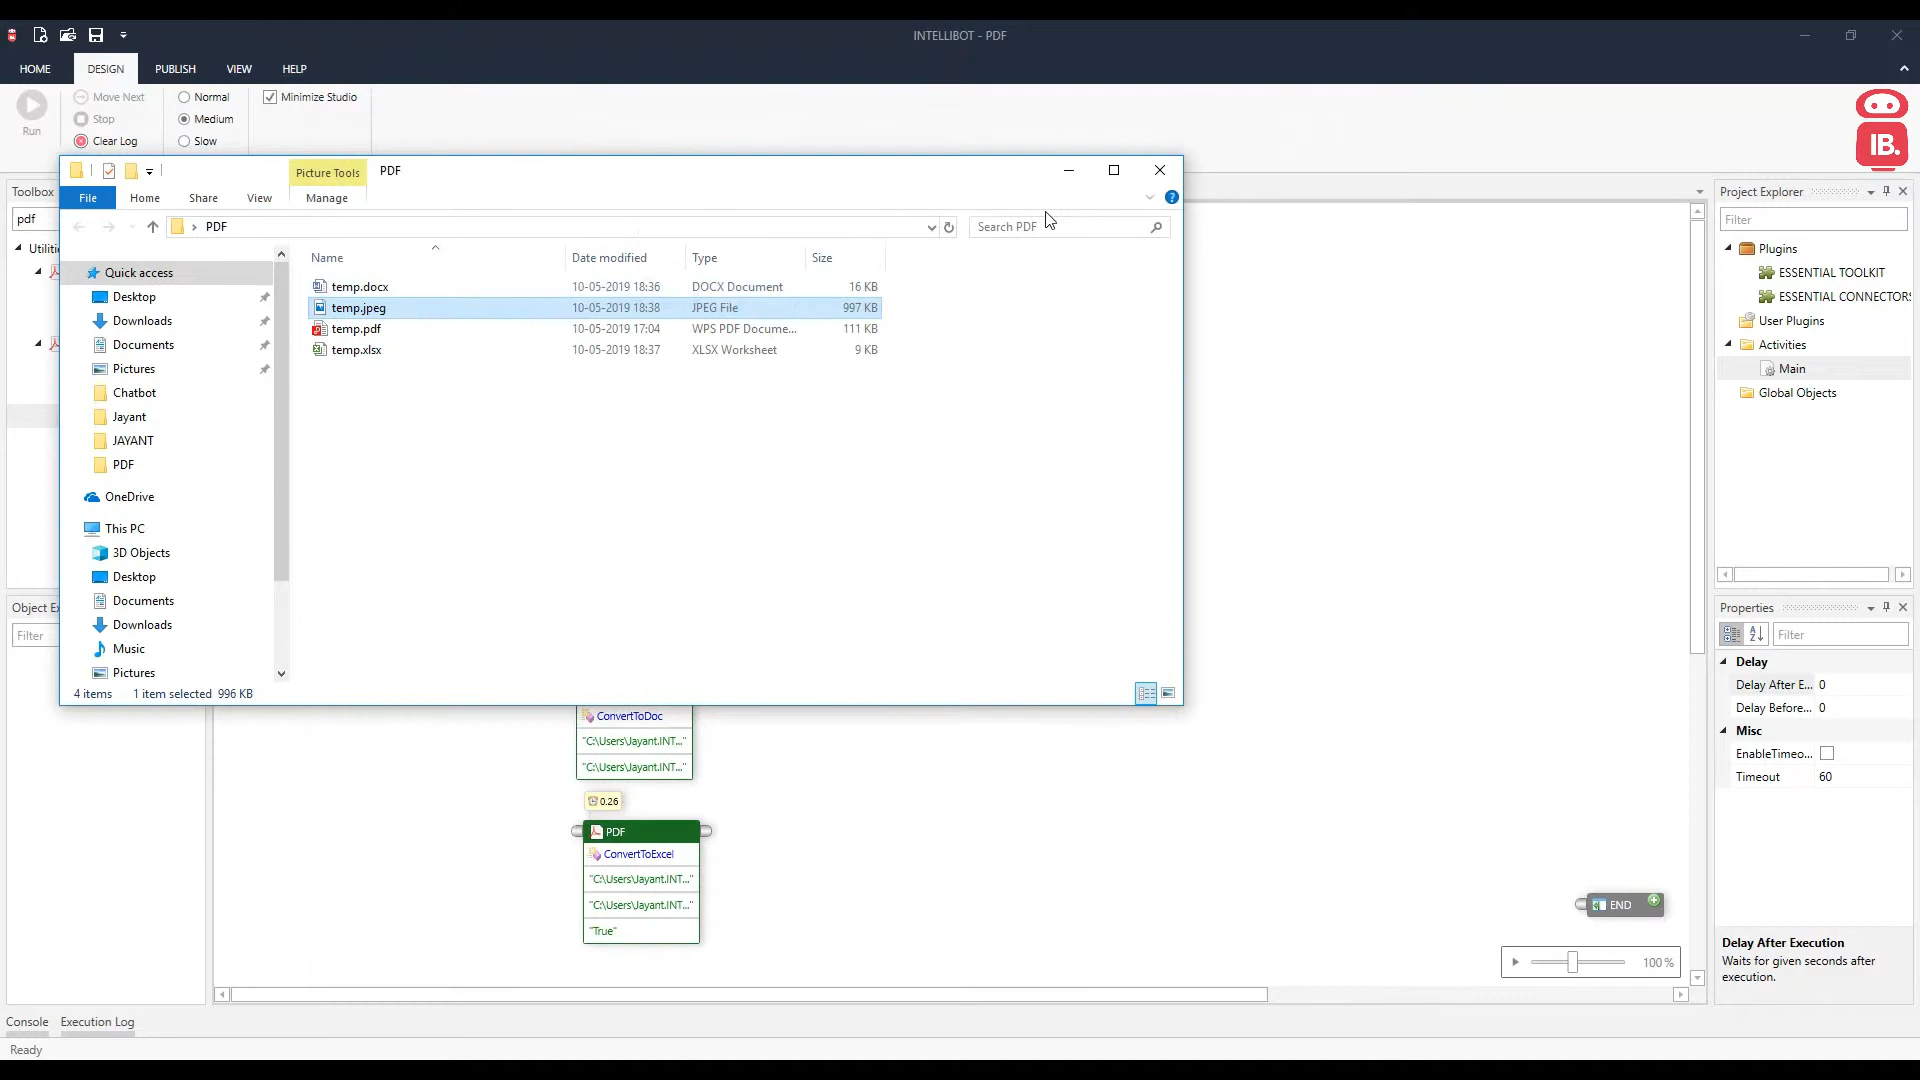 INTELLIBOT - PDF
HOME
DESIGN
PUBLISH
VIEW
HELP
Run
Move Next
Stop
Clear Log
Normal
Medium
Slow
Minimize Studio
IB.
Picture Tools
PDF
File
Home
Share
View
Manage
PDF
Search PDF
Quick access
Desktop
Downloads
Documents
Pictures
Chatbot
Jayant
JAYANT
PDF
OneDrive
This PC
3D Objects
Desktop
Documents
Downloads
Music
Pictures
Name Date modified Type Size
temp.docx 10-05-2019 18:36 DOCX Document 16 KB
temp.jpeg 10-05-2019 18:38 JPEG File 997 KB
temp.pdf 10-05-2019 17:04 WPS PDF Docume... 111 KB
temp.xlsx 10-05-2019 18:37 XLSX Worksheet 9 KB
4 items 1 item selected 996 KB
Toolbox
pdf
Utiliti
Object Ex
Filter
ConvertToDoc
"C:\Users\Jayant.INT..."
"C:\Users\Jayant.INT..."
0.26
PDF
ConvertToExcel
"C:\Users\Jayant.INT..."
"C:\Users\Jayant.INT..."
"True"
END
100 %
Project Explorer
Filter
Plugins
ESSENTIAL TOOLKIT
ESSENTIAL CONNECTORS
User Plugins
Activities
Main
Global Objects
Properties
Filter
Delay
Delay After E... 0
Delay Before... 0
Misc
EnableTimeo...
Timeout 60
Delay After Execution
Waits for given seconds after
execution.
Console
Execution Log
Ready